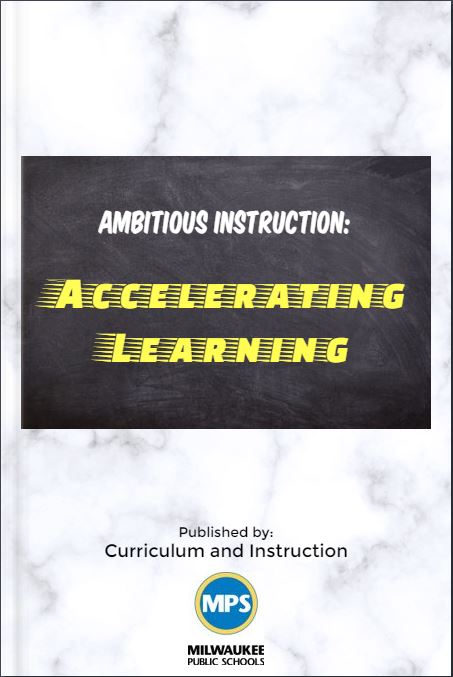 AMBITIOUS INSTRUCTION:
ACCELERATING
LEARNING
Published by:
Curriculum and Instruction
MPS
MILWAUKEE
PUBLIC SCHOOLS